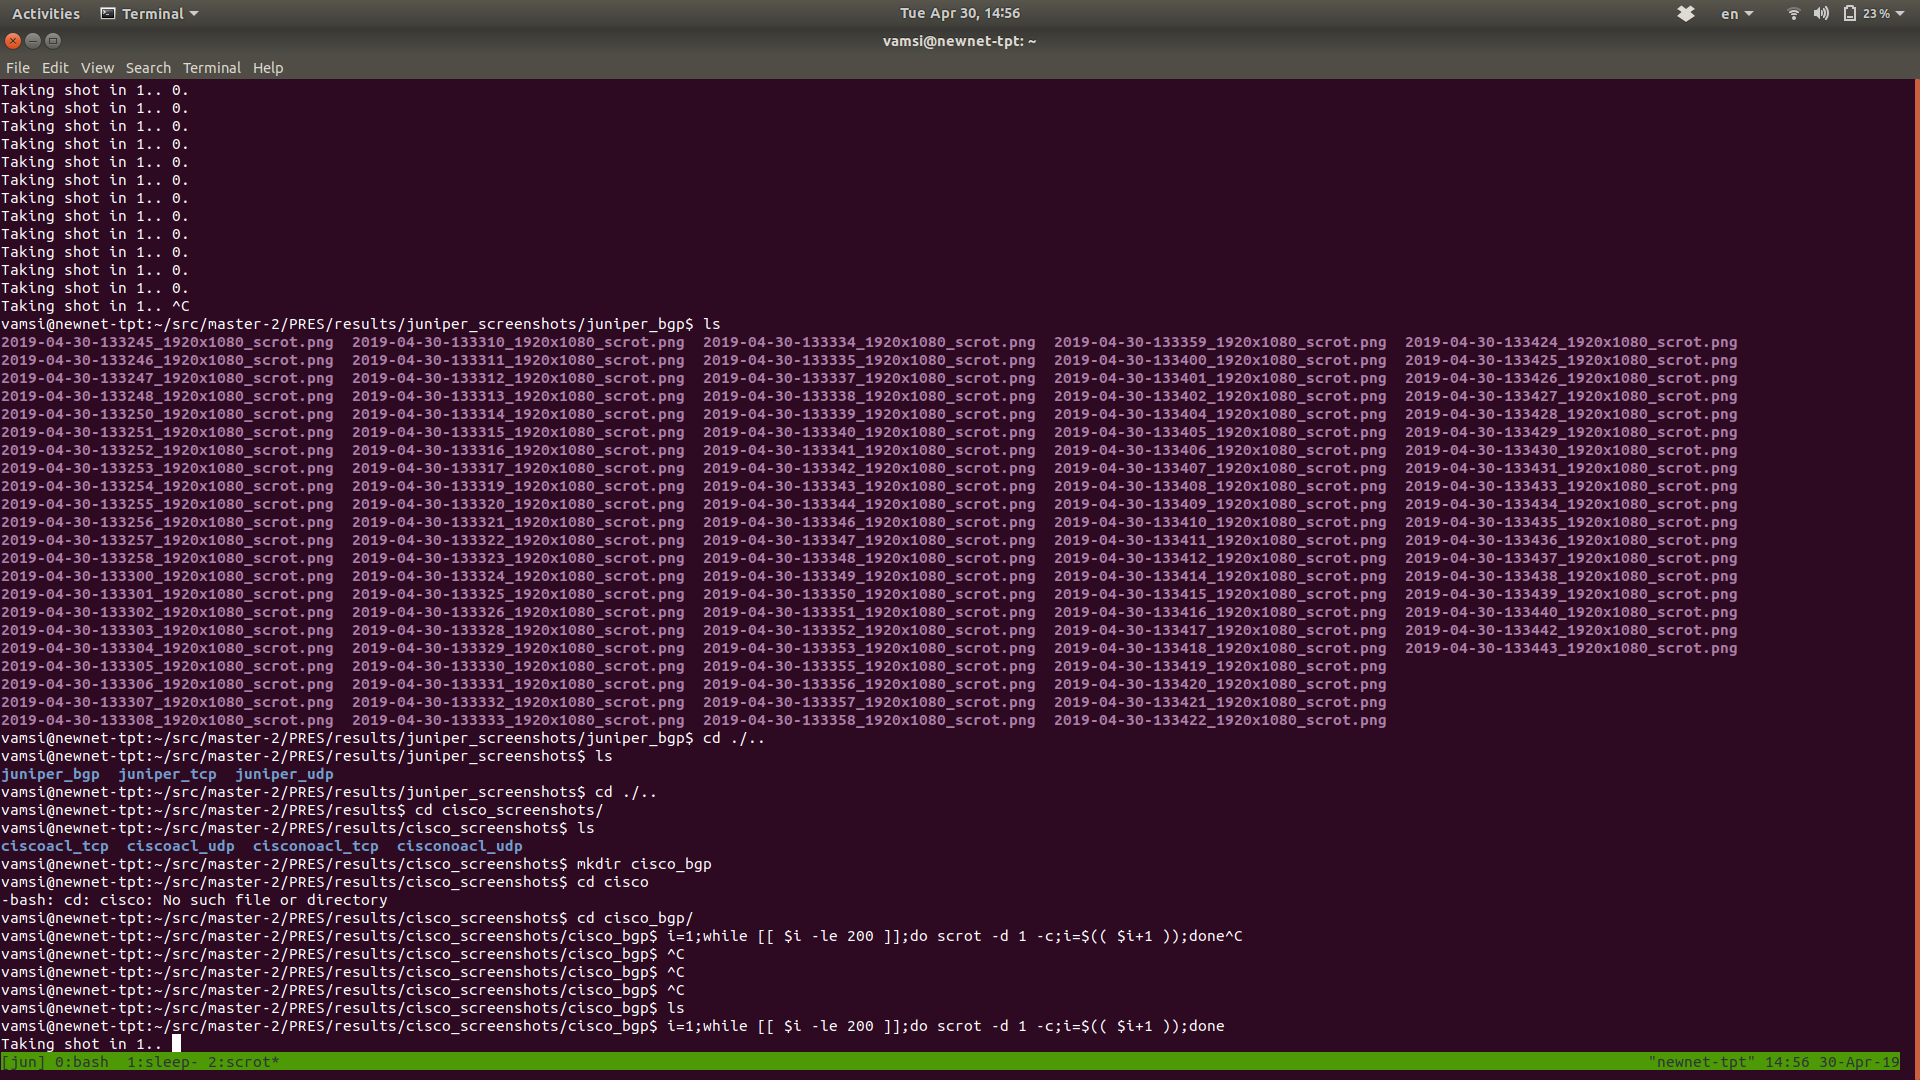 Activities Terminal Tue Apr 30, 14:56 en 23 %
vamsi@newnet-tpt: ~
File Edit View Search Terminal Help
Taking shot in 1.. 0.
Taking shot in 1.. 0.
Taking shot in 1.. 0.
Taking shot in 1.. 0.
Taking shot in 1.. 0.
Taking shot in 1.. 0.
Taking shot in 1.. 0.
Taking shot in 1.. 0.
Taking shot in 1.. 0.
Taking shot in 1.. 0.
Taking shot in 1.. 0.
Taking shot in 1.. 0.
Taking shot in 1.. ^C
vamsi@newnet-tpt:~/src/master-2/PRES/results/juniper_screenshots/juniper_bgp$ ls
2019-04-30-133245_1920x1080_scrot.png 2019-04-30-133310_1920x1080_scrot.png 2019-04-30-133334_1920x1080_scrot.png 2019-04-30-133359_1920x1080_scrot.png 2019-04-30-133424_1920x1080_scrot.png
2019-04-30-133246_1920x1080_scrot.png 2019-04-30-133311_1920x1080_scrot.png 2019-04-30-133335_1920x1080_scrot.png 2019-04-30-133400_1920x1080_scrot.png 2019-04-30-133425_1920x1080_scrot.png
2019-04-30-133247_1920x1080_scrot.png 2019-04-30-133312_1920x1080_scrot.png 2019-04-30-133337_1920x1080_scrot.png 2019-04-30-133401_1920x1080_scrot.png 2019-04-30-133426_1920x1080_scrot.png
2019-04-30-133248_1920x1080_scrot.png 2019-04-30-133313_1920x1080_scrot.png 2019-04-30-133338_1920x1080_scrot.png 2019-04-30-133402_1920x1080_scrot.png 2019-04-30-133427_1920x1080_scrot.png
2019-04-30-133250_1920x1080_scrot.png 2019-04-30-133314_1920x1080_scrot.png 2019-04-30-133339_1920x1080_scrot.png 2019-04-30-133404_1920x1080_scrot.png 2019-04-30-133428_1920x1080_scrot.png
2019-04-30-133251_1920x1080_scrot.png 2019-04-30-133315_1920x1080_scrot.png 2019-04-30-133340_1920x1080_scrot.png 2019-04-30-133405_1920x1080_scrot.png 2019-04-30-133429_1920x1080_scrot.png
2019-04-30-133252_1920x1080_scrot.png 2019-04-30-133316_1920x1080_scrot.png 2019-04-30-133341_1920x1080_scrot.png 2019-04-30-133406_1920x1080_scrot.png 2019-04-30-133430_1920x1080_scrot.png
2019-04-30-133253_1920x1080_scrot.png 2019-04-30-133317_1920x1080_scrot.png 2019-04-30-133342_1920x1080_scrot.png 2019-04-30-133407_1920x1080_scrot.png 2019-04-30-133431_1920x1080_scrot.png
2019-04-30-133254_1920x1080_scrot.png 2019-04-30-133319_1920x1080_scrot.png 2019-04-30-133343_1920x1080_scrot.png 2019-04-30-133408_1920x1080_scrot.png 2019-04-30-133433_1920x1080_scrot.png
2019-04-30-133255_1920x1080_scrot.png 2019-04-30-133320_1920x1080_scrot.png 2019-04-30-133344_1920x1080_scrot.png 2019-04-30-133409_1920x1080_scrot.png 2019-04-30-133434_1920x1080_scrot.png
2019-04-30-133256_1920x1080_scrot.png 2019-04-30-133321_1920x1080_scrot.png 2019-04-30-133346_1920x1080_scrot.png 2019-04-30-133410_1920x1080_scrot.png 2019-04-30-133435_1920x1080_scrot.png
2019-04-30-133257_1920x1080_scrot.png 2019-04-30-133322_1920x1080_scrot.png 2019-04-30-133347_1920x1080_scrot.png 2019-04-30-133411_1920x1080_scrot.png 2019-04-30-133436_1920x1080_scrot.png
2019-04-30-133258_1920x1080_scrot.png 2019-04-30-133323_1920x1080_scrot.png 2019-04-30-133348_1920x1080_scrot.png 2019-04-30-133412_1920x1080_scrot.png 2019-04-30-133437_1920x1080_scrot.png
2019-04-30-133300_1920x1080_scrot.png 2019-04-30-133324_1920x1080_scrot.png 2019-04-30-133349_1920x1080_scrot.png 2019-04-30-133414_1920x1080_scrot.png 2019-04-30-133438_1920x1080_scrot.png
2019-04-30-133301_1920x1080_scrot.png 2019-04-30-133325_1920x1080_scrot.png 2019-04-30-133350_1920x1080_scrot.png 2019-04-30-133415_1920x1080_scrot.png 2019-04-30-133439_1920x1080_scrot.png
2019-04-30-133302_1920x1080_scrot.png 2019-04-30-133326_1920x1080_scrot.png 2019-04-30-133351_1920x1080_scrot.png 2019-04-30-133416_1920x1080_scrot.png 2019-04-30-133440_1920x1080_scrot.png
2019-04-30-133303_1920x1080_scrot.png 2019-04-30-133328_1920x1080_scrot.png 2019-04-30-133352_1920x1080_scrot.png 2019-04-30-133417_1920x1080_scrot.png 2019-04-30-133442_1920x1080_scrot.png
2019-04-30-133304_1920x1080_scrot.png 2019-04-30-133329_1920x1080_scrot.png 2019-04-30-133353_1920x1080_scrot.png 2019-04-30-133418_1920x1080_scrot.png 2019-04-30-133443_1920x1080_scrot.png
2019-04-30-133305_1920x1080_scrot.png 2019-04-30-133330_1920x1080_scrot.png 2019-04-30-133355_1920x1080_scrot.png 2019-04-30-133419_1920x1080_scrot.png
2019-04-30-133306_1920x1080_scrot.png 2019-04-30-133331_1920x1080_scrot.png 2019-04-30-133356_1920x1080_scrot.png 2019-04-30-133420_1920x1080_scrot.png
2019-04-30-133307_1920x1080_scrot.png 2019-04-30-133332_1920x1080_scrot.png 2019-04-30-133357_1920x1080_scrot.png 2019-04-30-133421_1920x1080_scrot.png
2019-04-30-133308_1920x1080_scrot.png 2019-04-30-133333_1920x1080_scrot.png 2019-04-30-133358_1920x1080_scrot.png 2019-04-30-133422_1920x1080_scrot.png
vamsi@newnet-tpt:~/src/master-2/PRES/results/juniper_screenshots/juniper_bgp$ cd ./..
vamsi@newnet-tpt:~/src/master-2/PRES/results/juniper_screenshots$ ls
juniper_bgp juniper_tcp juniper_udp
vamsi@newnet-tpt:~/src/master-2/PRES/results/juniper_screenshots$ cd ./..
vamsi@newnet-tpt:~/src/master-2/PRES/results$ cd cisco_screenshots/
vamsi@newnet-tpt:~/src/master-2/PRES/results/cisco_screenshots$ ls
ciscoacl_tcp ciscoacl_udp cisconoacl_tcp cisconoacl_udp
vamsi@newnet-tpt:~/src/master-2/PRES/results/cisco_screenshots$ mkdir cisco_bgp
vamsi@newnet-tpt:~/src/master-2/PRES/results/cisco_screenshots$ cd cisco
-bash: cd: cisco: No such file or directory
vamsi@newnet-tpt:~/src/master-2/PRES/results/cisco_screenshots$ cd cisco_bgp/
vamsi@newnet-tpt:~/src/master-2/PRES/results/cisco_screenshots/cisco_bgp$ i=1;while [[ $i -le 200 ]];do scrot -d 1 -c;i=$(( $i+1 ));done^C
vamsi@newnet-tpt:~/src/master-2/PRES/results/cisco_screenshots/cisco_bgp$ ^C
vamsi@newnet-tpt:~/src/master-2/PRES/results/cisco_screenshots/cisco_bgp$ ^C
vamsi@newnet-tpt:~/src/master-2/PRES/results/cisco_screenshots/cisco_bgp$ ^C
vamsi@newnet-tpt:~/src/master-2/PRES/results/cisco_screenshots/cisco_bgp$ ls
vamsi@newnet-tpt:~/src/master-2/PRES/results/cisco_screenshots/cisco_bgp$ i=1;while [[ $i -le 200 ]];do scrot -d 1 -c;i=$(( $i+1 ));done
Taking shot in 1..
[jun] 0:bash 1:sleep- 2:scrot* "newnet-tpt" 14:56 30-Apr-19